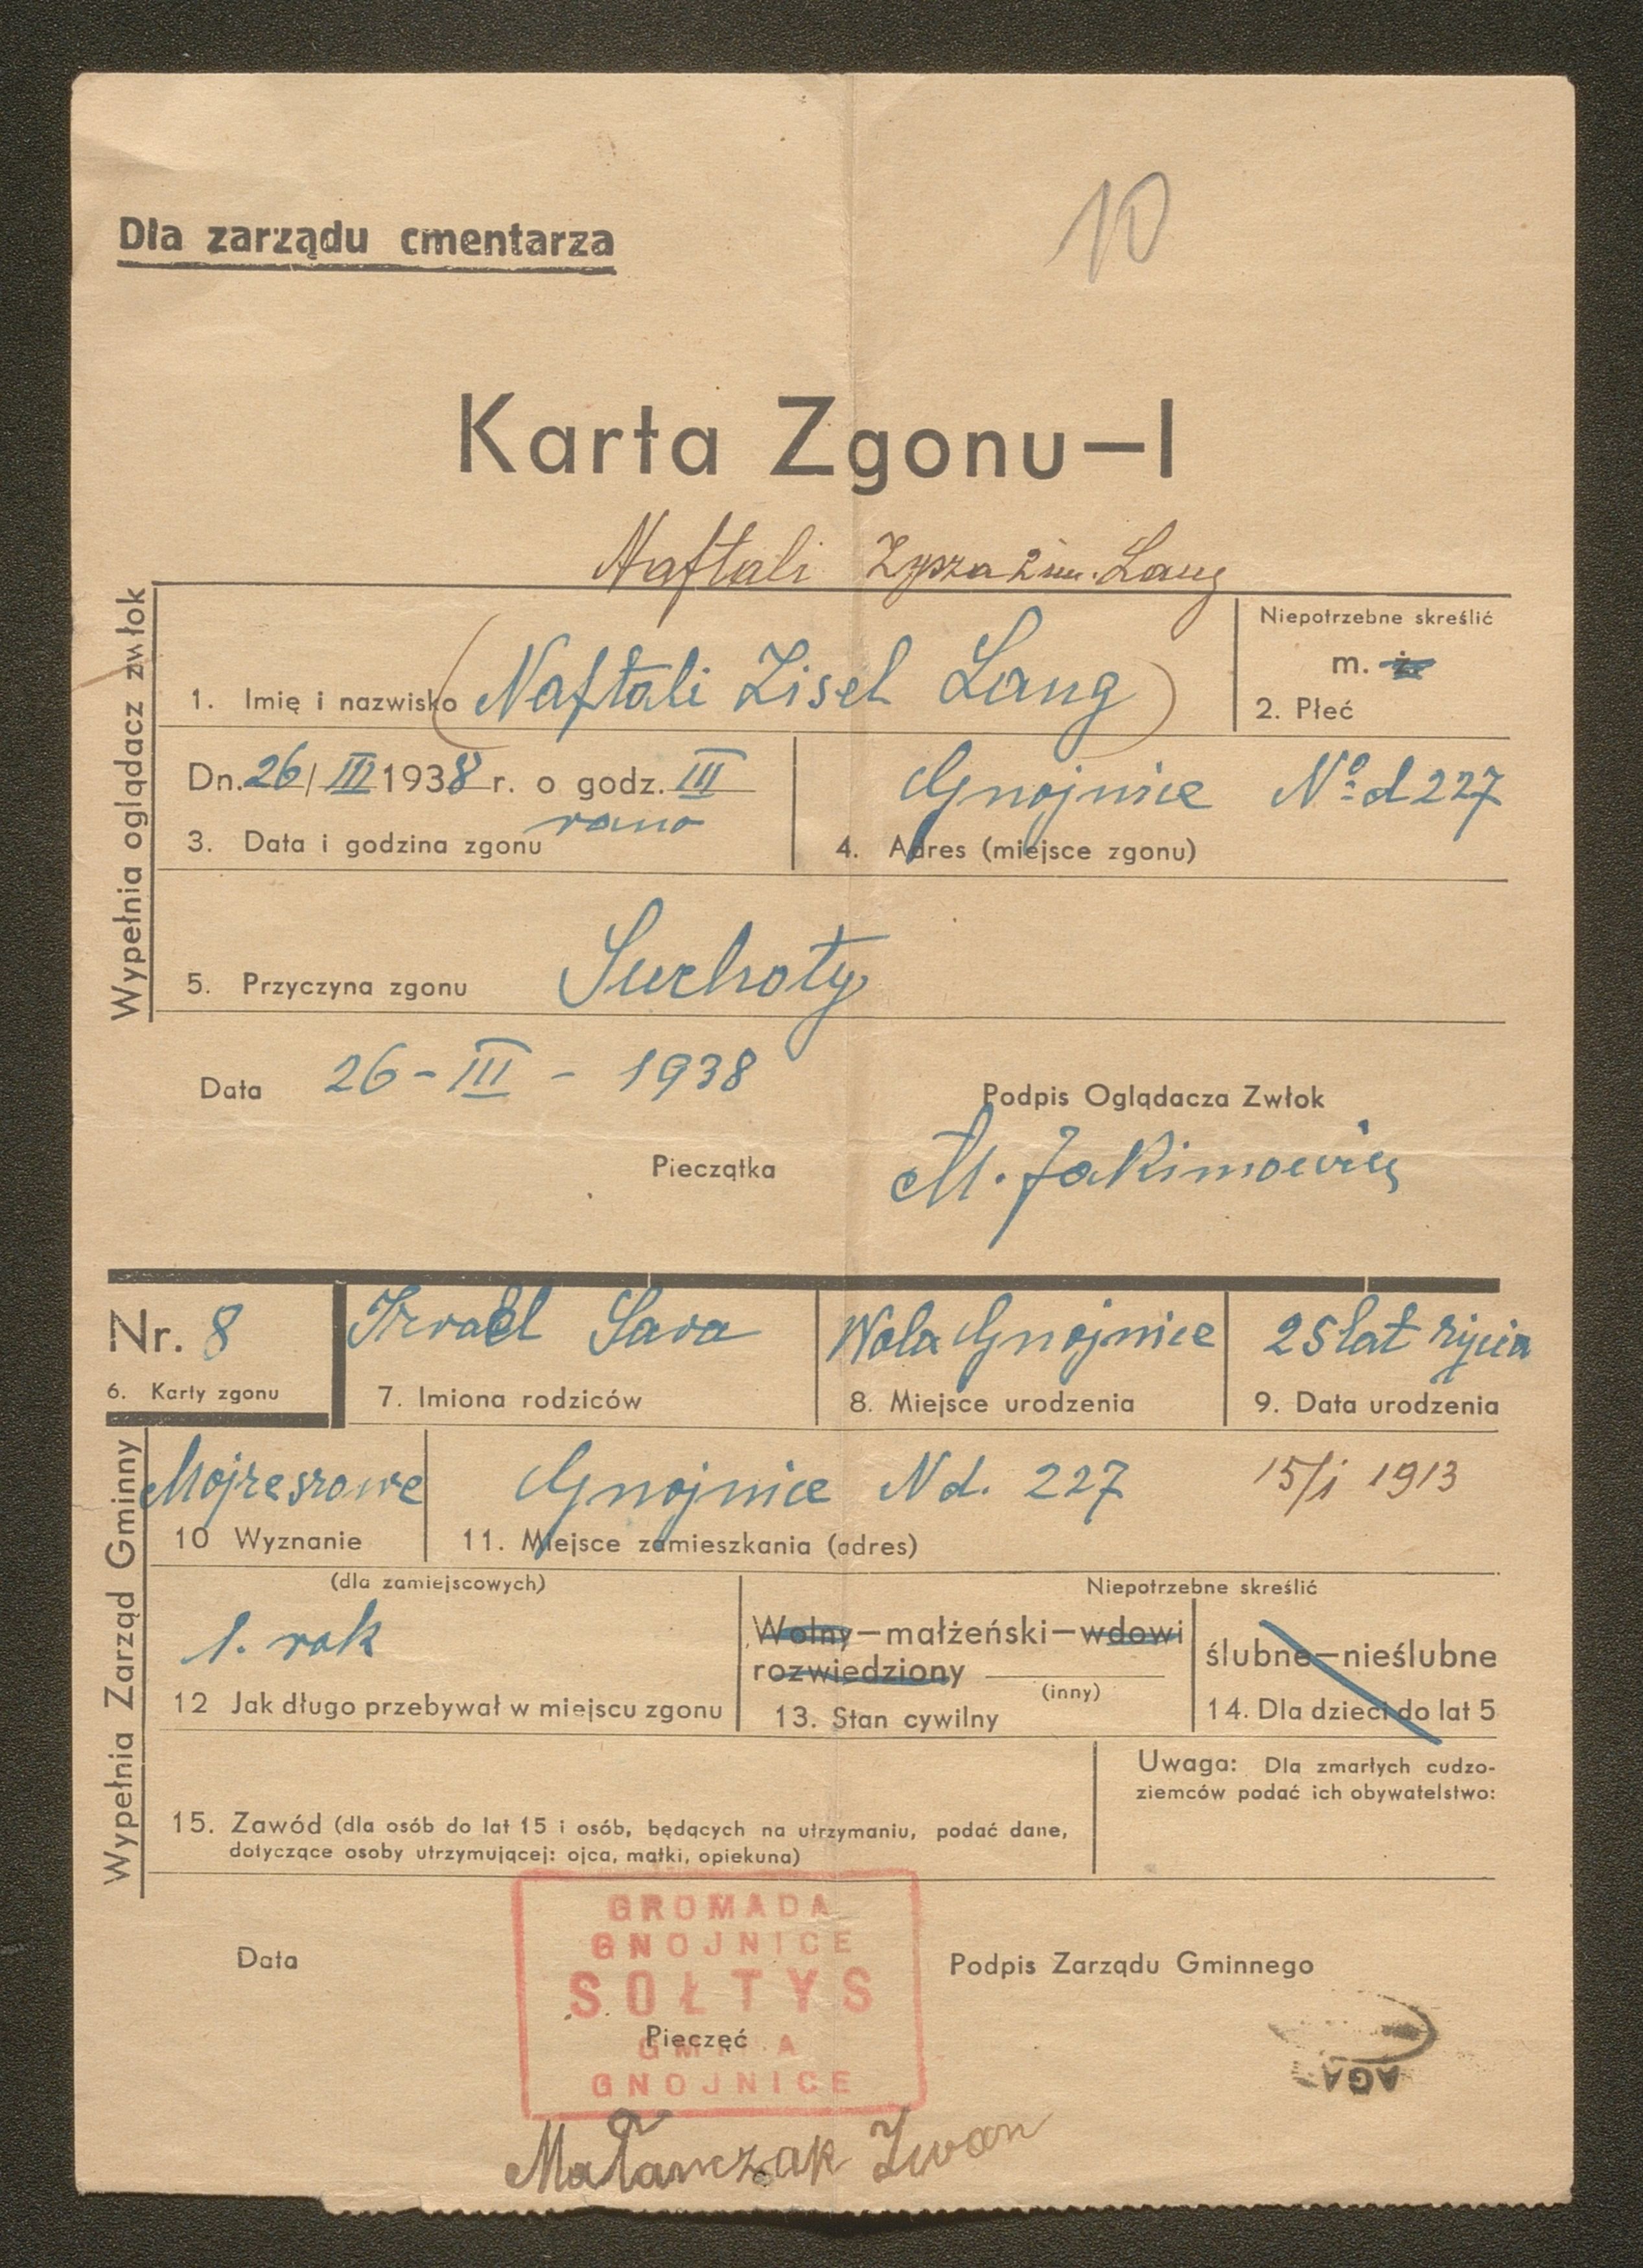 10
Dla zarządu cmentarza
Karta Zgonu—I
Naftali Zysza 2 im. Lang
Wypełnia oglądacz zwłok
1. Imię i nazwisko (Naftali Zisel Lang)
Niepotrzebne skreślić
m. ż.
2. Płeć
Dn. 26/III 1938 r. o godz. III
rano
3. Data i godzina zgonu
Gnojnice No d 227
4. Adres (miejsce zgonu)
5. Przyczyna zgonu Suchoty
Data 26-III-1938
Podpis Oglądacza Zwłok
Pieczątka
M. Jakimowicz
Nr. 8
6. Karty zgonu
Izrael Sara
7. Imiona rodziców
Wola Gnojnice
8. Miejsce urodzenia
25 lat życia
9. Data urodzenia
15/i 1913
Wypełnia Zarząd Gminny
Mojżeszowe
10 Wyznanie
Gnojnice Nd. 227
11. Miejsce zamieszkania (adres)
(dla zamiejscowych)
1. rok
12 Jak długo przebywał w miejscu zgonu
Niepotrzebne skreślić
Wolny—małżeński—wdowi
rozwiedziony
(inny)
13. Stan cywilny
ślubne—nieślubne
14. Dla dzieci do lat 5
15. Zawód (dla osób do lat 15 i osób, będących na utrzymaniu, podać dane,
dotyczące osoby utrzymującej: ojca, matki, opiekuna)
Uwaga: Dla zmarłych cudzo-
ziemców podać ich obywatelstwo:
Data
GROMADA
GNOJNICE
SOŁTYS
Pieczęć
GMINA
GNOJNICE
Podpis Zarządu Gminnego
AGA
Małanczak Iwan